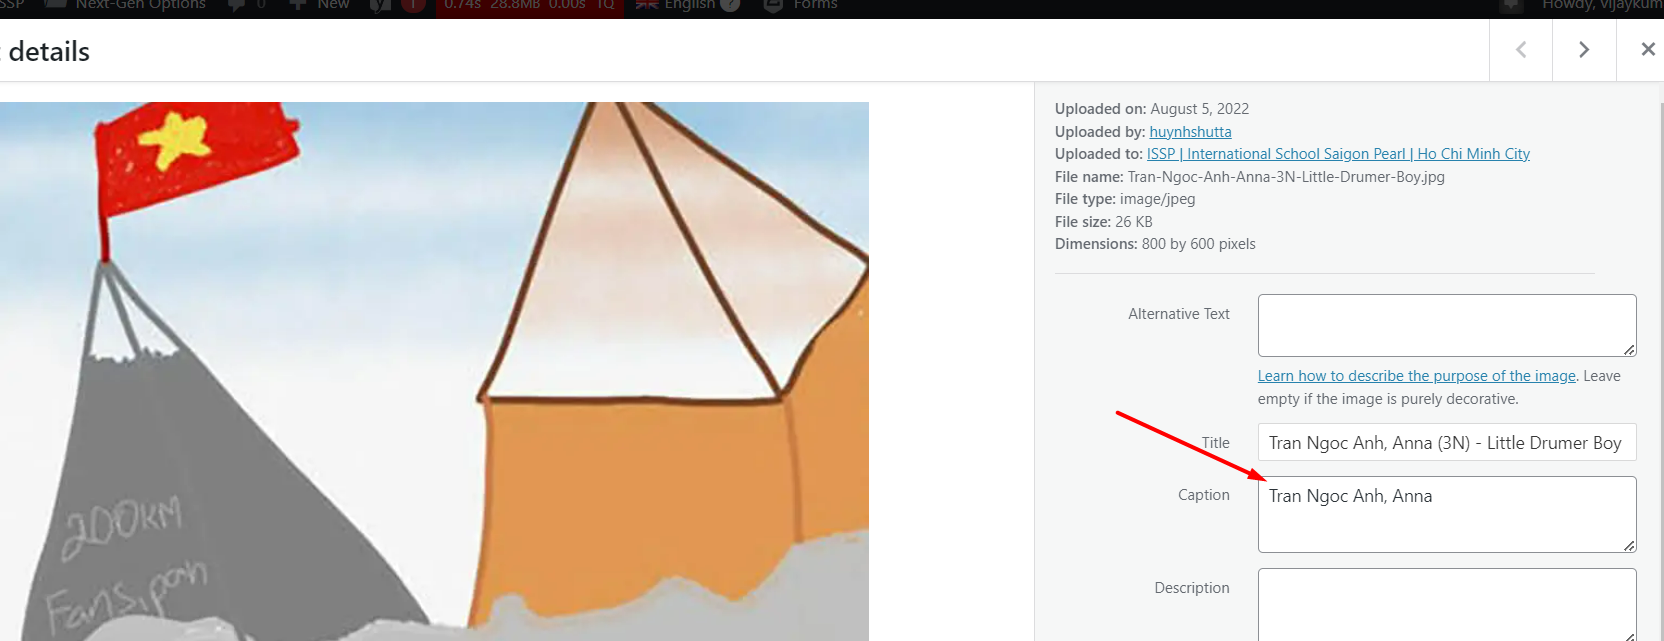 SSP Next-Gen Options 0 New 1 0.74s 28.8MB 0.00s 1Q English ? Forms Howdy, vijaykum
details
Uploaded on: August 5, 2022
Uploaded by: huynhshutta
Uploaded to: ISSP | International School Saigon Pearl | Ho Chi Minh City
File name: Tran-Ngoc-Anh-Anna-3N-Little-Drumer-Boy.jpg
File type: image/jpeg
File size: 26 KB
Dimensions: 800 by 600 pixels
Alternative Text
Learn how to describe the purpose of the image. Leave
empty if the image is purely decorative.
Title Tran Ngoc Anh, Anna (3N) - Little Drumer Boy
Caption Tran Ngoc Anh, Anna
Description
200KM
Fans.pan